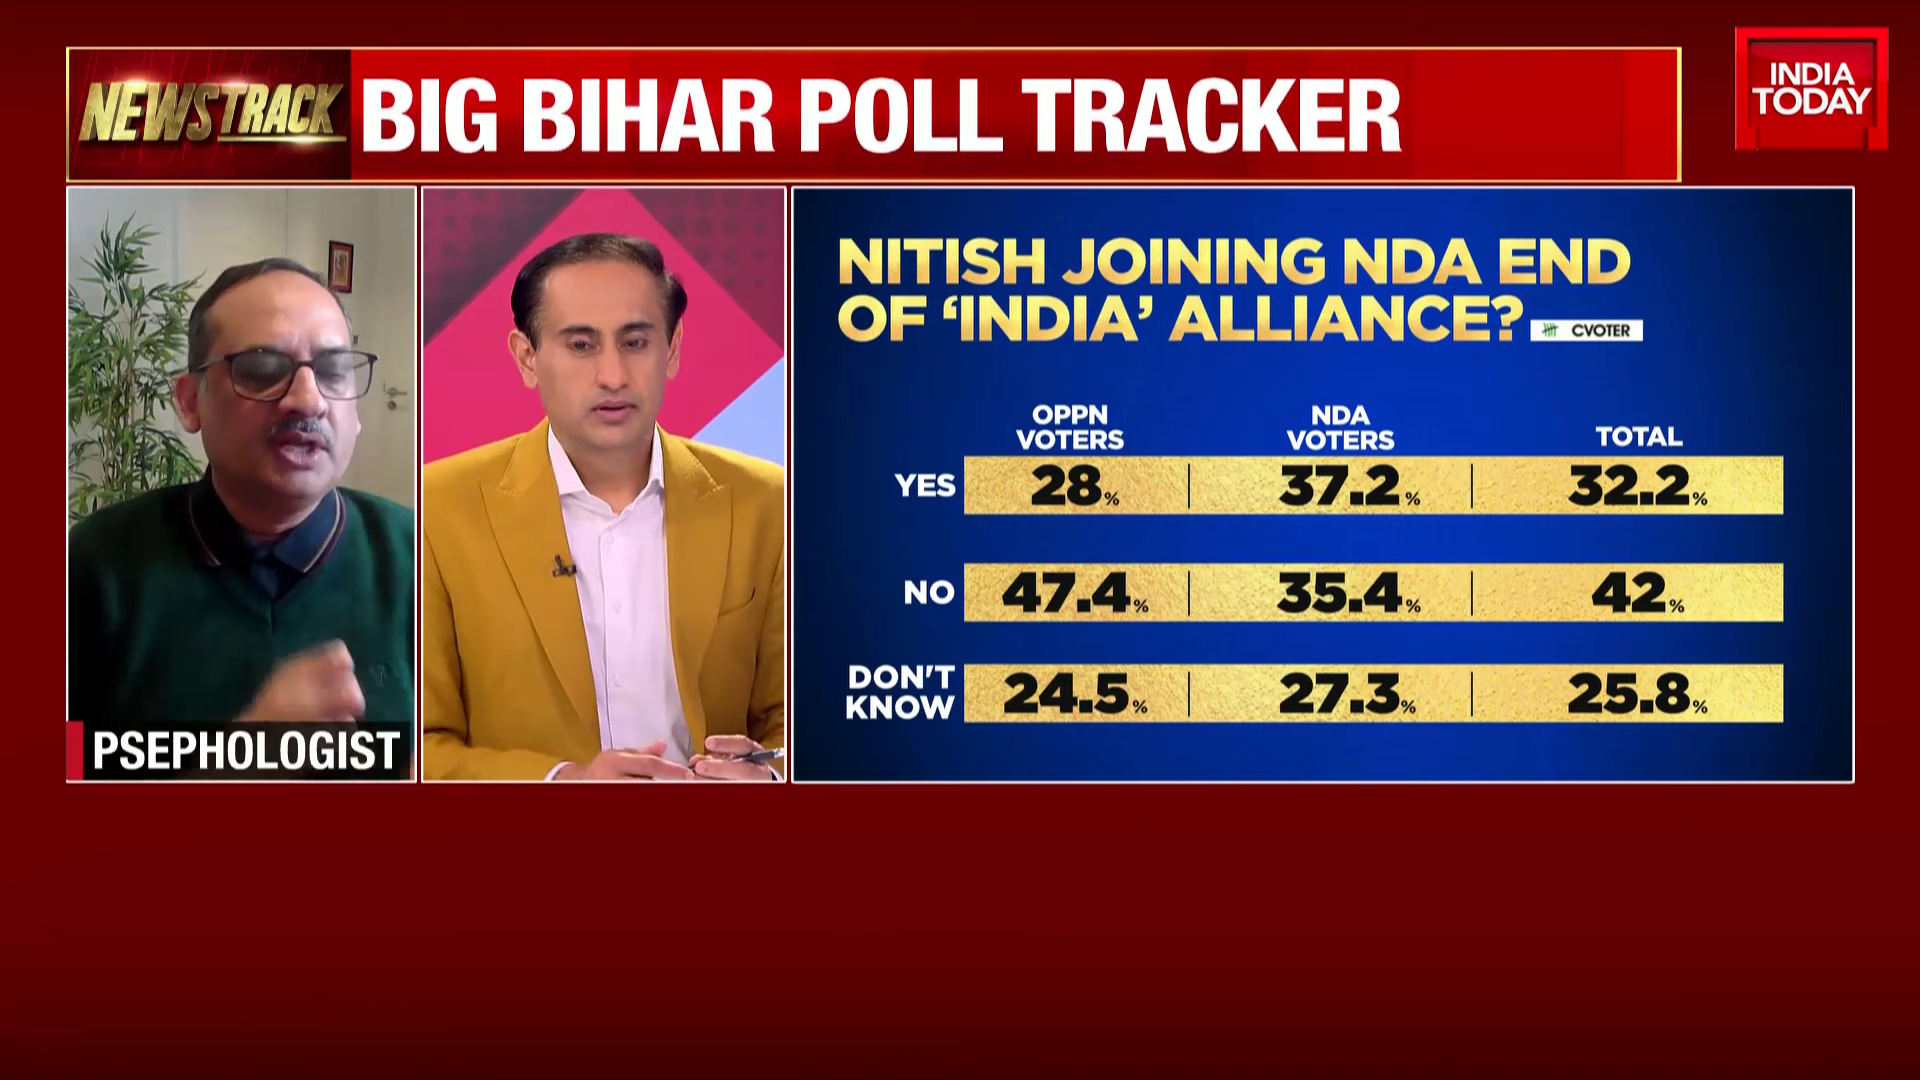 NEWSTRACK
BIG BIHAR POLL TRACKER
INDIA
TODAY
PSEPHOLOGIST
NITISH JOINING NDA END
OF ‘INDIA’ ALLIANCE?
CVOTER
OPPN
VOTERS
NDA
VOTERS
TOTAL
YES 28% 37.2% 32.2%
NO 47.4% 35.4% 42%
DON'T
KNOW
24.5% 27.3% 25.8%